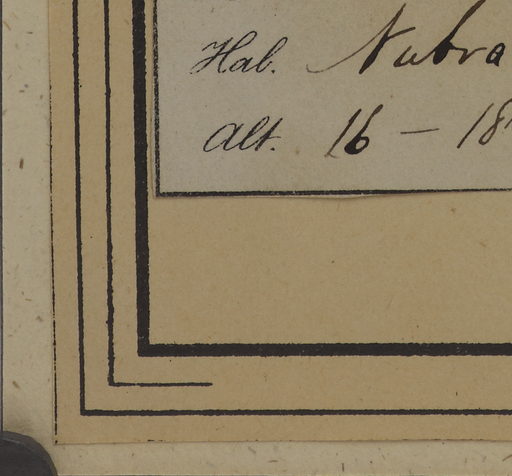 Hab. Nubra
Alt. 16 — 18